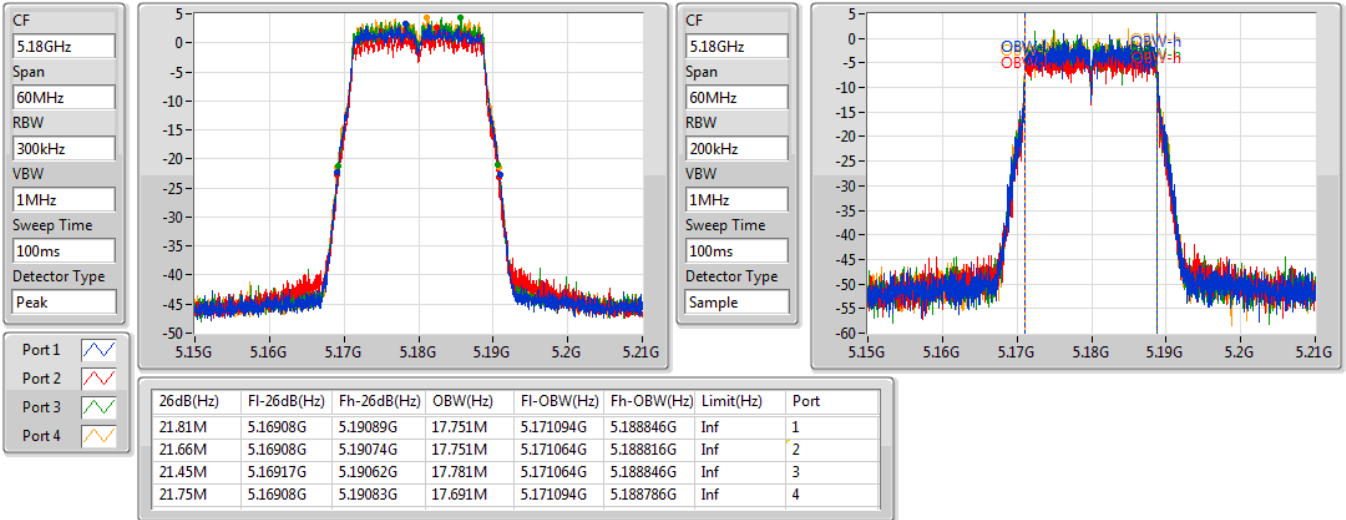 CF
5.18GHz
Span
60MHz
RBW
300kHz
VBW
1MHz
Sweep Time
100ms
Detector Type
Peak
5
0
-5
-10
-15
-20
-25
-30
-35
-40
-45
-50
5.15G 5.16G 5.17G 5.18G 5.19G 5.2G 5.21G
CF
5.18GHz
Span
60MHz
RBW
200kHz
VBW
1MHz
Sweep Time
100ms
Detector Type
Sample
5
0
-5
-10
-15
-20
-25
-30
-35
-40
-45
-50
-55
-60
OBW-h
OBW-h
5.15G 5.16G 5.17G 5.18G 5.19G 5.2G 5.21G
Port 1
Port 2
Port 3
Port 4
26dB(Hz) Fl-26dB(Hz) Fh-26dB(Hz) OBW(Hz) Fl-OBW(Hz) Fh-OBW(Hz) Limit(Hz) Port
21.81M 5.16908G 5.19089G 17.751M 5.171094G 5.188846G Inf 1
21.66M 5.16908G 5.19074G 17.751M 5.171064G 5.188816G Inf 2
21.45M 5.16917G 5.19062G 17.781M 5.171064G 5.188846G Inf 3
21.75M 5.16908G 5.19083G 17.691M 5.171094G 5.188786G Inf 4